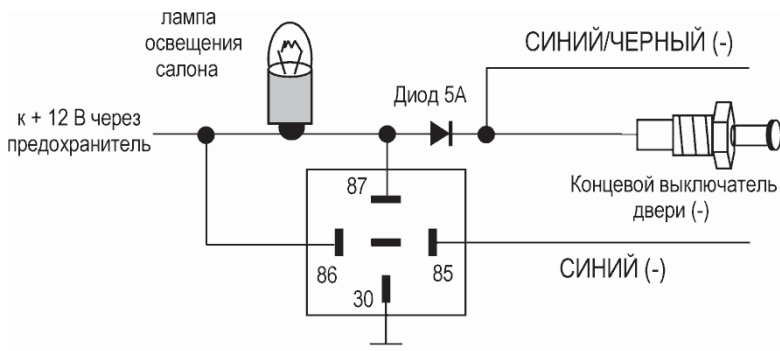 лампа
освещения
салона
СИНИЙ/ЧЕРНЫЙ (-)
Диод 5А
к + 12 В через
предохранитель
87
Концевой выключатель
двери (-)
86
85
СИНИЙ (-)
30